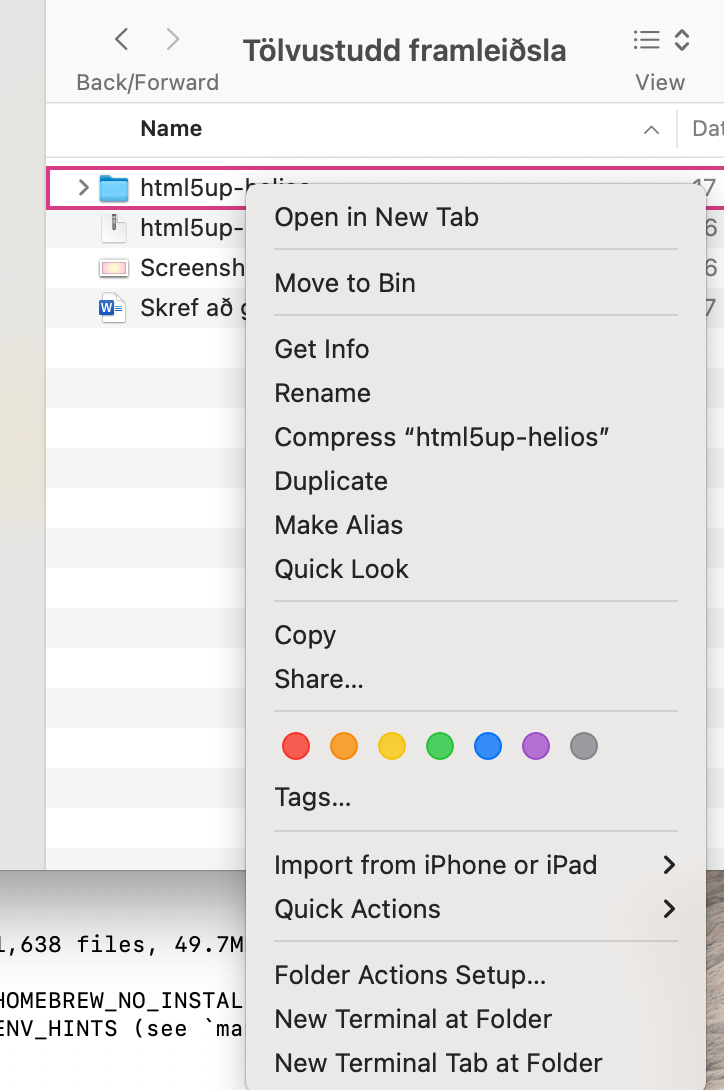 Tölvustudd framleiðsla
Back/Forward
View
Name
html5up-helios
17
html5up-
6
Screensh
6
Skref að
7
Open in New Tab
Move to Bin
Get Info
Rename
Compress “html5up-helios”
Duplicate
Make Alias
Quick Look
Copy
Share...
Tags...
Import from iPhone or iPad
Quick Actions
Folder Actions Setup...
New Terminal at Folder
New Terminal Tab at Folder
1,638 files, 49.7M
HOMEBREW_NO_INSTAL
ENV_HINTS (see `ma